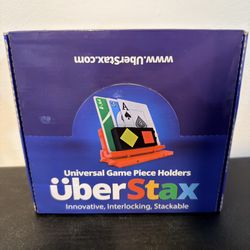 www.UberStax.com
Universal Game Piece Holders
überStax
Innovative, Interlocking, Stackable